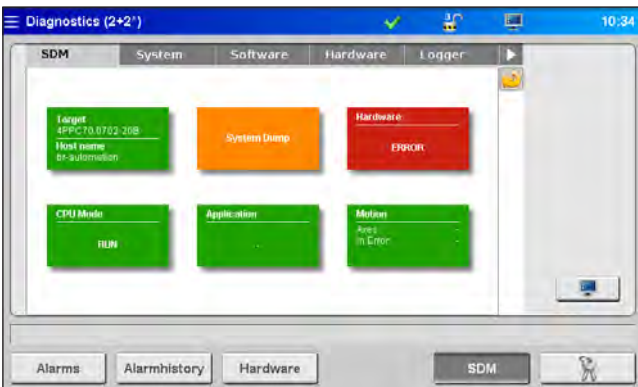 Diagnostics (2+2*)
3
10:34
SDM
System
Software
Hardware
Logger
Target
4PPC70.0702-20B
Host name
br-automation
System Dump
Hardware
ERROR
CPU Mode
RUN
Application
-
Motion
Axes -
In Error -
Alarms
Alarmhistory
Hardware
SDM